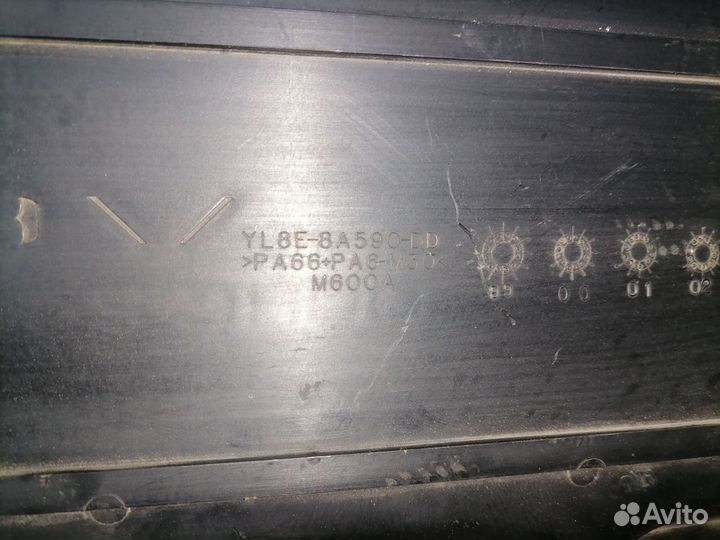 YL8E-8A590-DD
>PA66+PA6-M30<
M600A
99 00 01 02
Avito